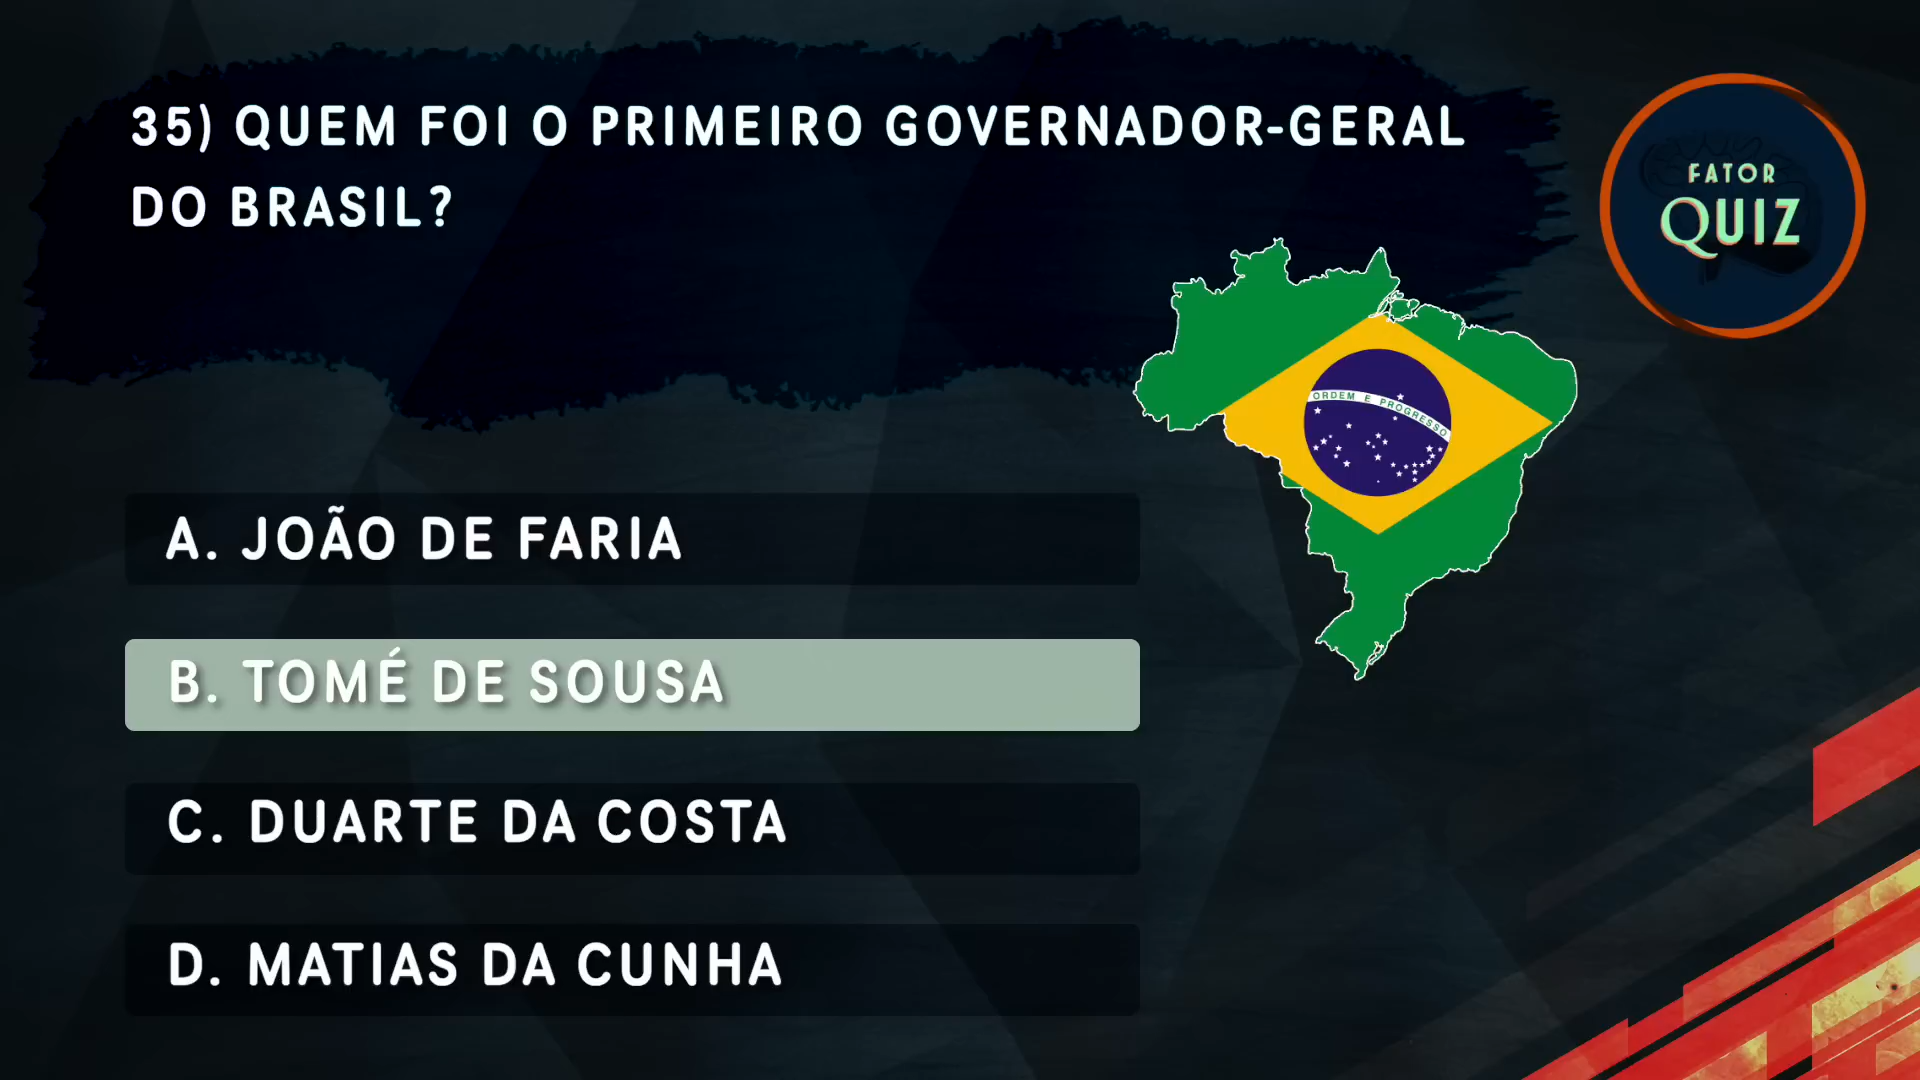 35) QUEM FOI O PRIMEIRO GOVERNADOR-GERAL
DO BRASIL?
FATOR
QUIZ
ORDEM E PROGRESSO
A. JOÃO DE FARIA
B. TOMÉ DE SOUSA
C. DUARTE DA COSTA
D. MATIAS DA CUNHA